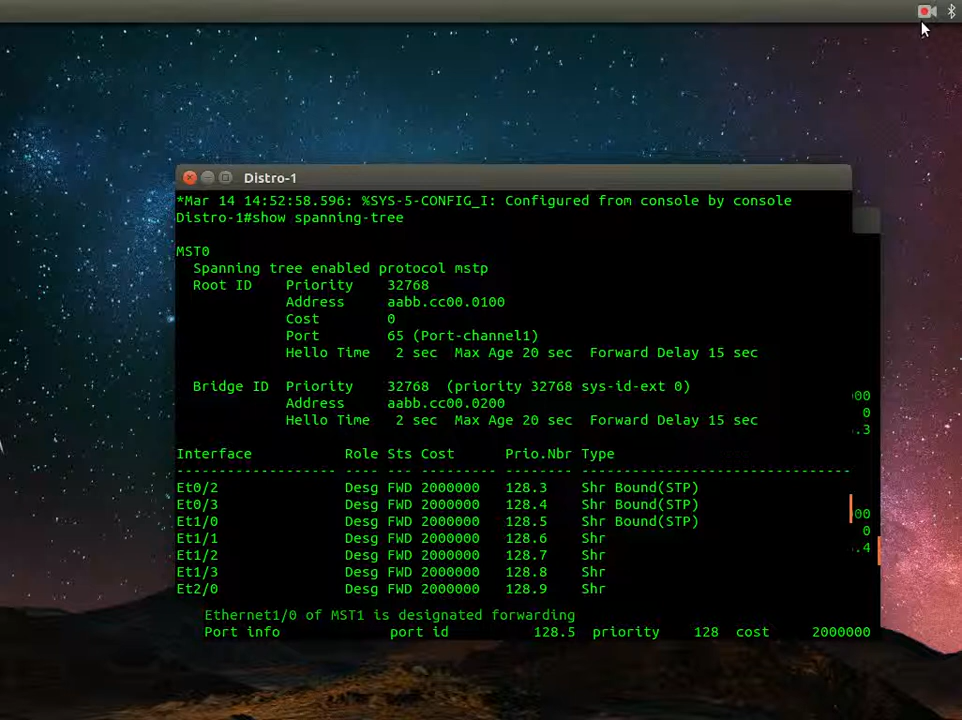 Distro-1
*Mar 14 14:52:58.596: %SYS-5-CONFIG_I: Configured from console by console
Distro-1#show spanning-tree
MST0
Spanning tree enabled protocol mstp
Root ID Priority 32768
Address aabb.cc00.0100
Cost 0
Port 65 (Port-channel1)
Hello Time 2 sec Max Age 20 sec Forward Delay 15 sec
Bridge ID Priority 32768 (priority 32768 sys-id-ext 0)
Address aabb.cc00.0200
Hello Time 2 sec Max Age 20 sec Forward Delay 15 sec
Interface Role Sts Cost Prio.Nbr Type
------------------- ---- --- --------- -------- --------------------------------
Et0/2 Desg FWD 2000000 128.3 Shr Bound(STP)
Et0/3 Desg FWD 2000000 128.4 Shr Bound(STP)
Et1/0 Desg FWD 2000000 128.5 Shr Bound(STP)
Et1/1 Desg FWD 2000000 128.6 Shr
Et1/2 Desg FWD 2000000 128.7 Shr
Et1/3 Desg FWD 2000000 128.8 Shr
Et2/0 Desg FWD 2000000 128.9 Shr
Ethernet1/0 of MST1 is designated forwarding
Port info port id 128.5 priority 128 cost 2000000